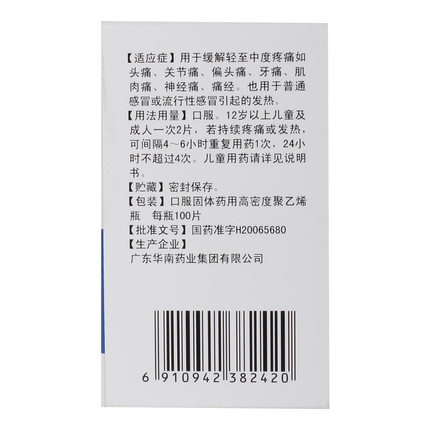 【适应症】用于缓解轻至中度疼痛如
头痛、关节痛、偏头痛、牙痛、肌
肉痛、神经痛、痛经。也用于普通
感冒或流行性感冒引起的发热。
【用法用量】口服。12岁以上儿童及
成人一次2片，若持续疼痛或发热，
可间隔4～6小时重复用药1次，24小
时不超过4次。儿童用药请详见说明
书。
【贮藏】密封保存。
【包装】口服固体药用高密度聚乙烯
瓶 每瓶100片
【批准文号】国药准字H20065680
【生产企业】
广东华南药业集团有限公司
6 910942 382420